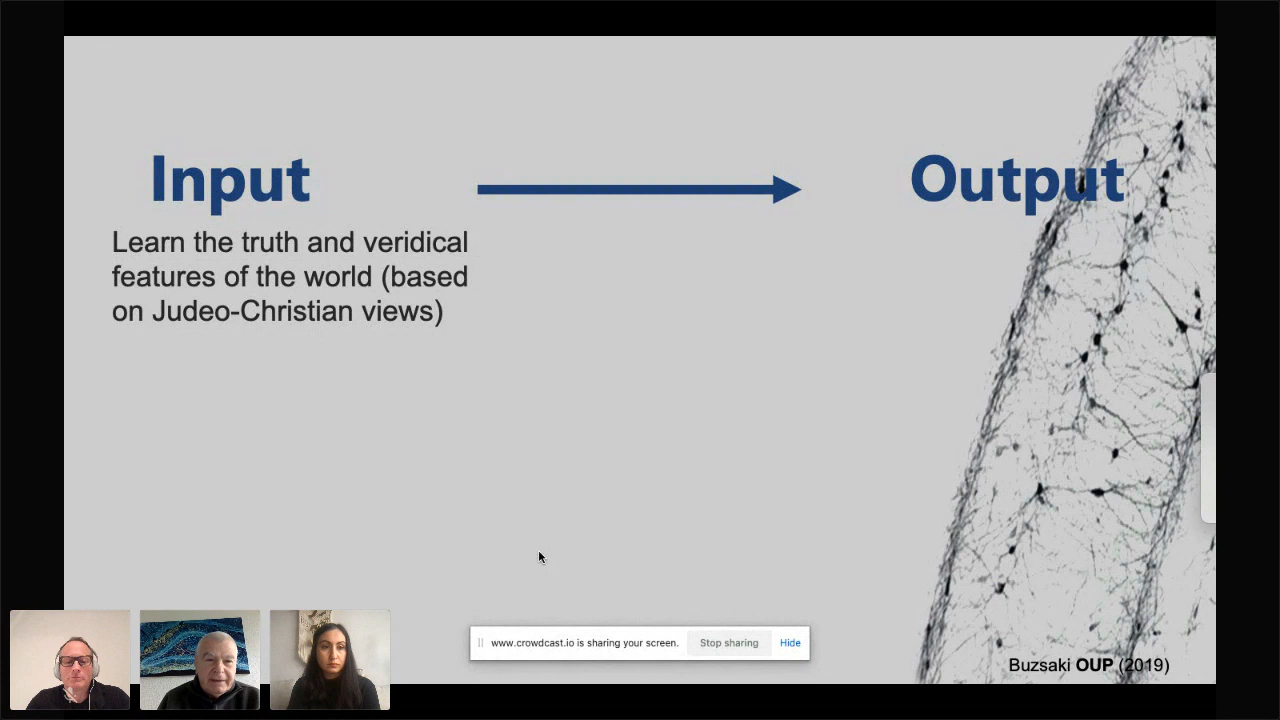 Input
Output
Learn the truth and veridical
features of the world (based
on Judeo-Christian views)
www.crowdcast.io is sharing your screen.
Stop sharing
Hide
Buzsaki OUP (2019)